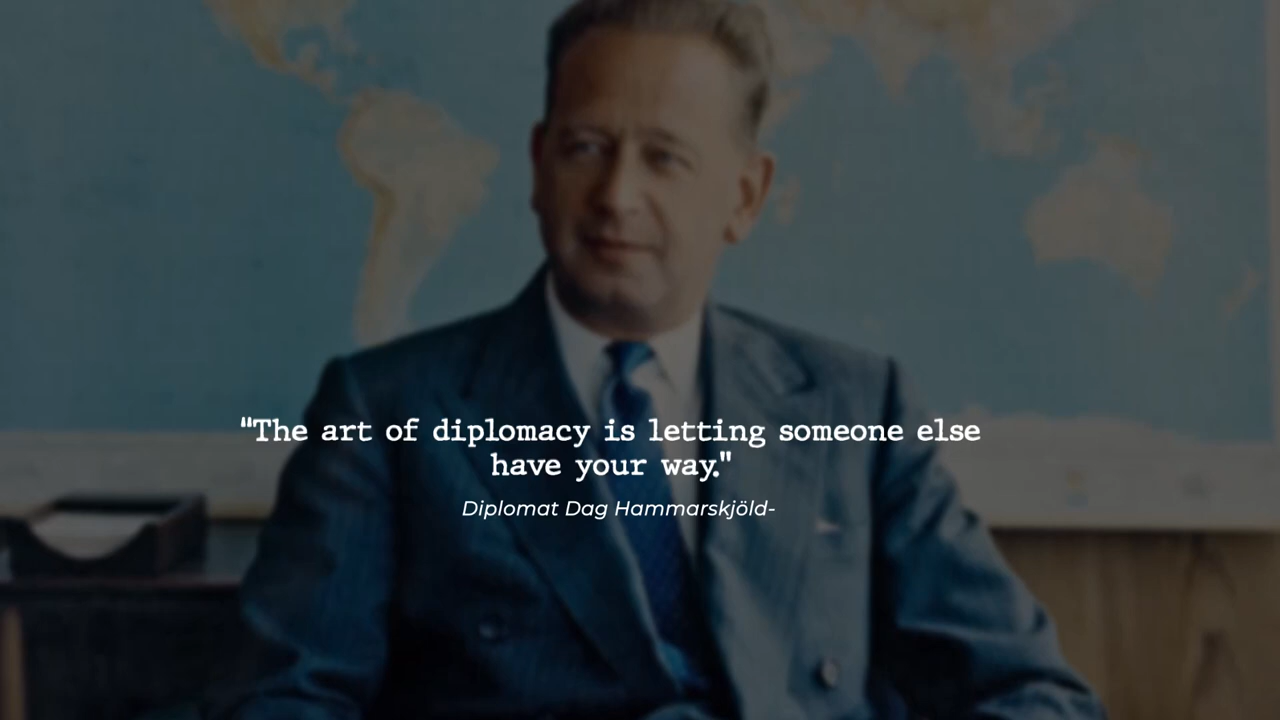 "The art of diplomacy is letting someone else
have your way."
Diplomat Dag Hammarskjöld-